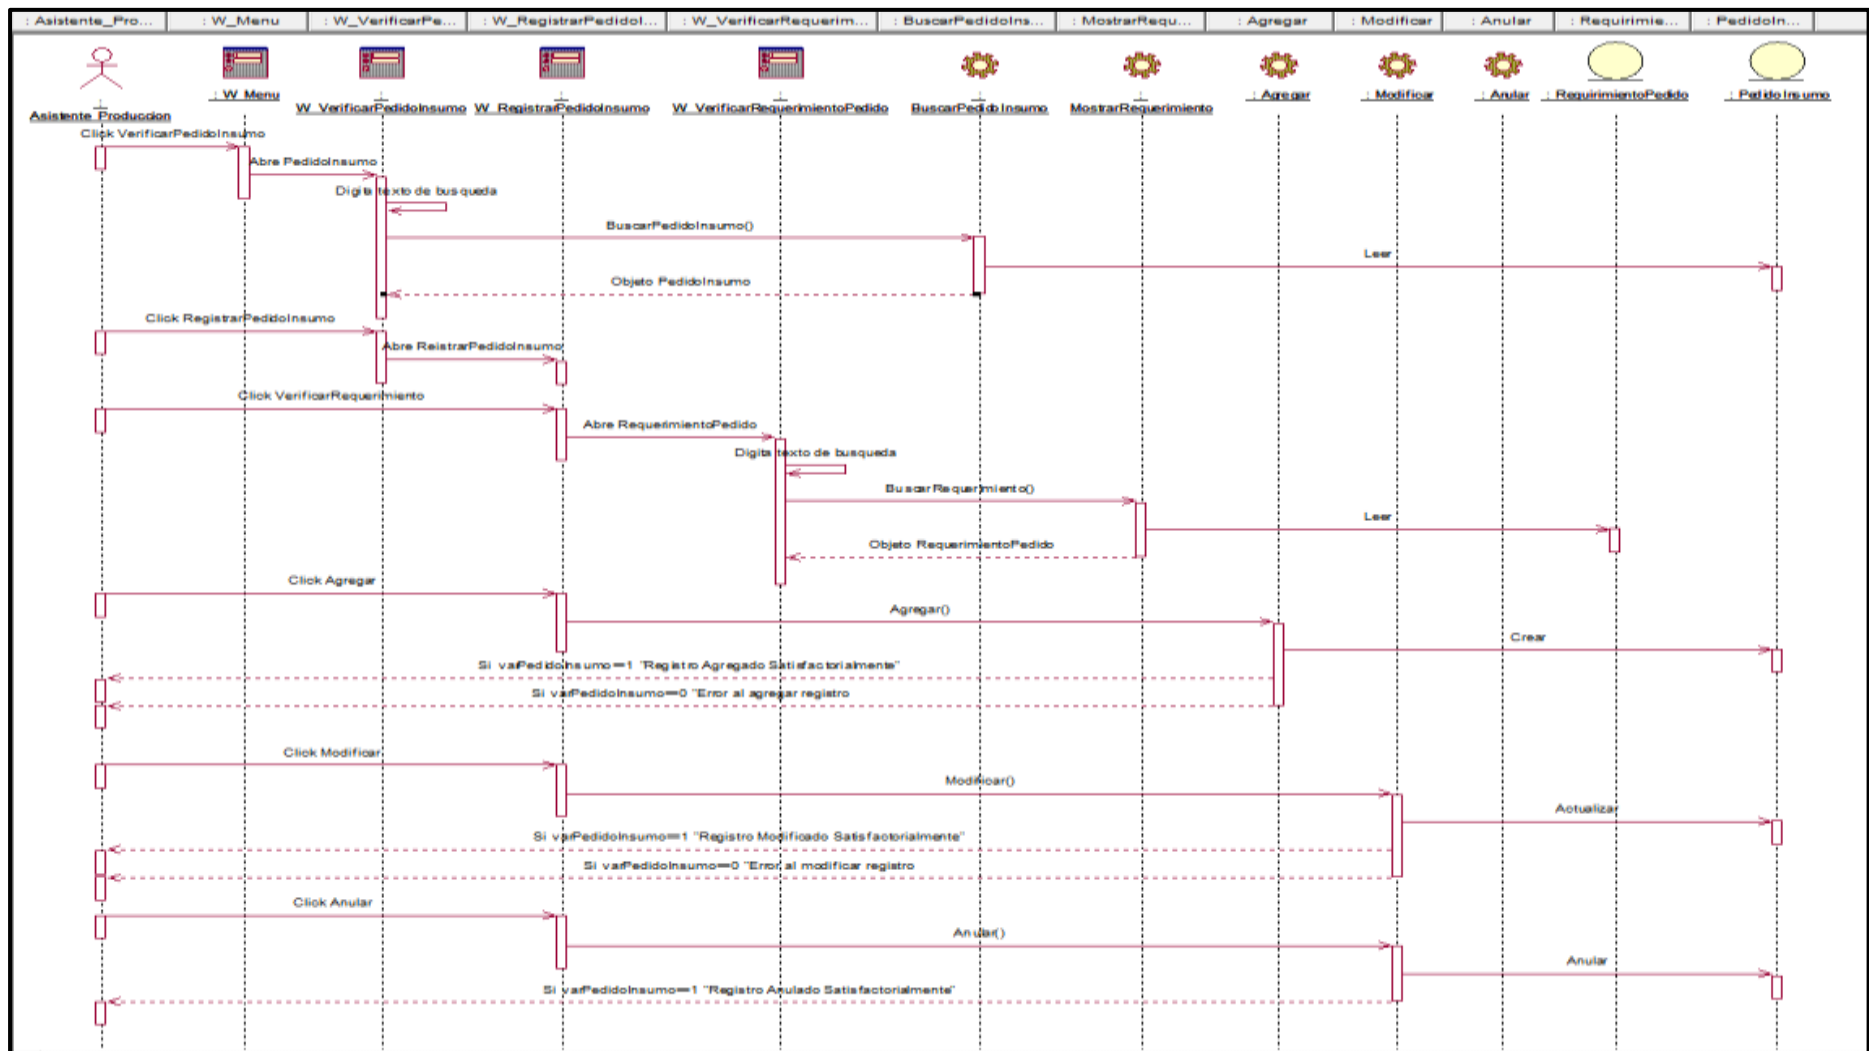 : Asistente_Pro...
: W_Menu
: W_VerificarPe...
: W_RegistrarPedidoI...
: W_VerificarRequerim...
: BuscarPedidoIns...
: MostrarRequ...
: Agregar
: Modificar
: Anular
: Requirimie...
: PedidoIn...
: W_Menu
: Agregar
: Modificar
: Anular
: RequirimientoPedido
: PedidoInsumo
:
W_VerificarPedidoInsumo
:
W_RegistrarPedidoInsumo
:
W_VerificarRequerimientoPedido
:
BuscarPedidoInsumo
:
MostrarRequerimiento
:
Asistente_Produccion
Click VerificarPedidoInsumo
Abre PedidoInsumo
Digita texto de busqueda
BuscarPedidoInsumo()
Leer
Objeto PedidoInsumo
Click RegistrarPedidoInsumo
Abre ReistrarPedidoInsumo
Click VerificarRequerimiento
Abre RequerimientoPedido
Digita texto de busqueda
BuscarRequerimiento()
Leer
Objeto RequerimientoPedido
Click Agregar
Agregar()
Crear
Si varPedidoInsumo==1 "Registro Agregado Satisfactorialmente"
Si varPedidoInsumo==0 "Error al agregar registro
Click Modificar
Modificar()
Actualizar
Si varPedidoInsumo==1 "Registro Modificado Satisfactorialmente"
Si varPedidoInsumo==0 "Error al modificar registro
Click Anular
Anular()
Anular
Si varPedidoInsumo==1 "Registro Anulado Satisfactorialmente"